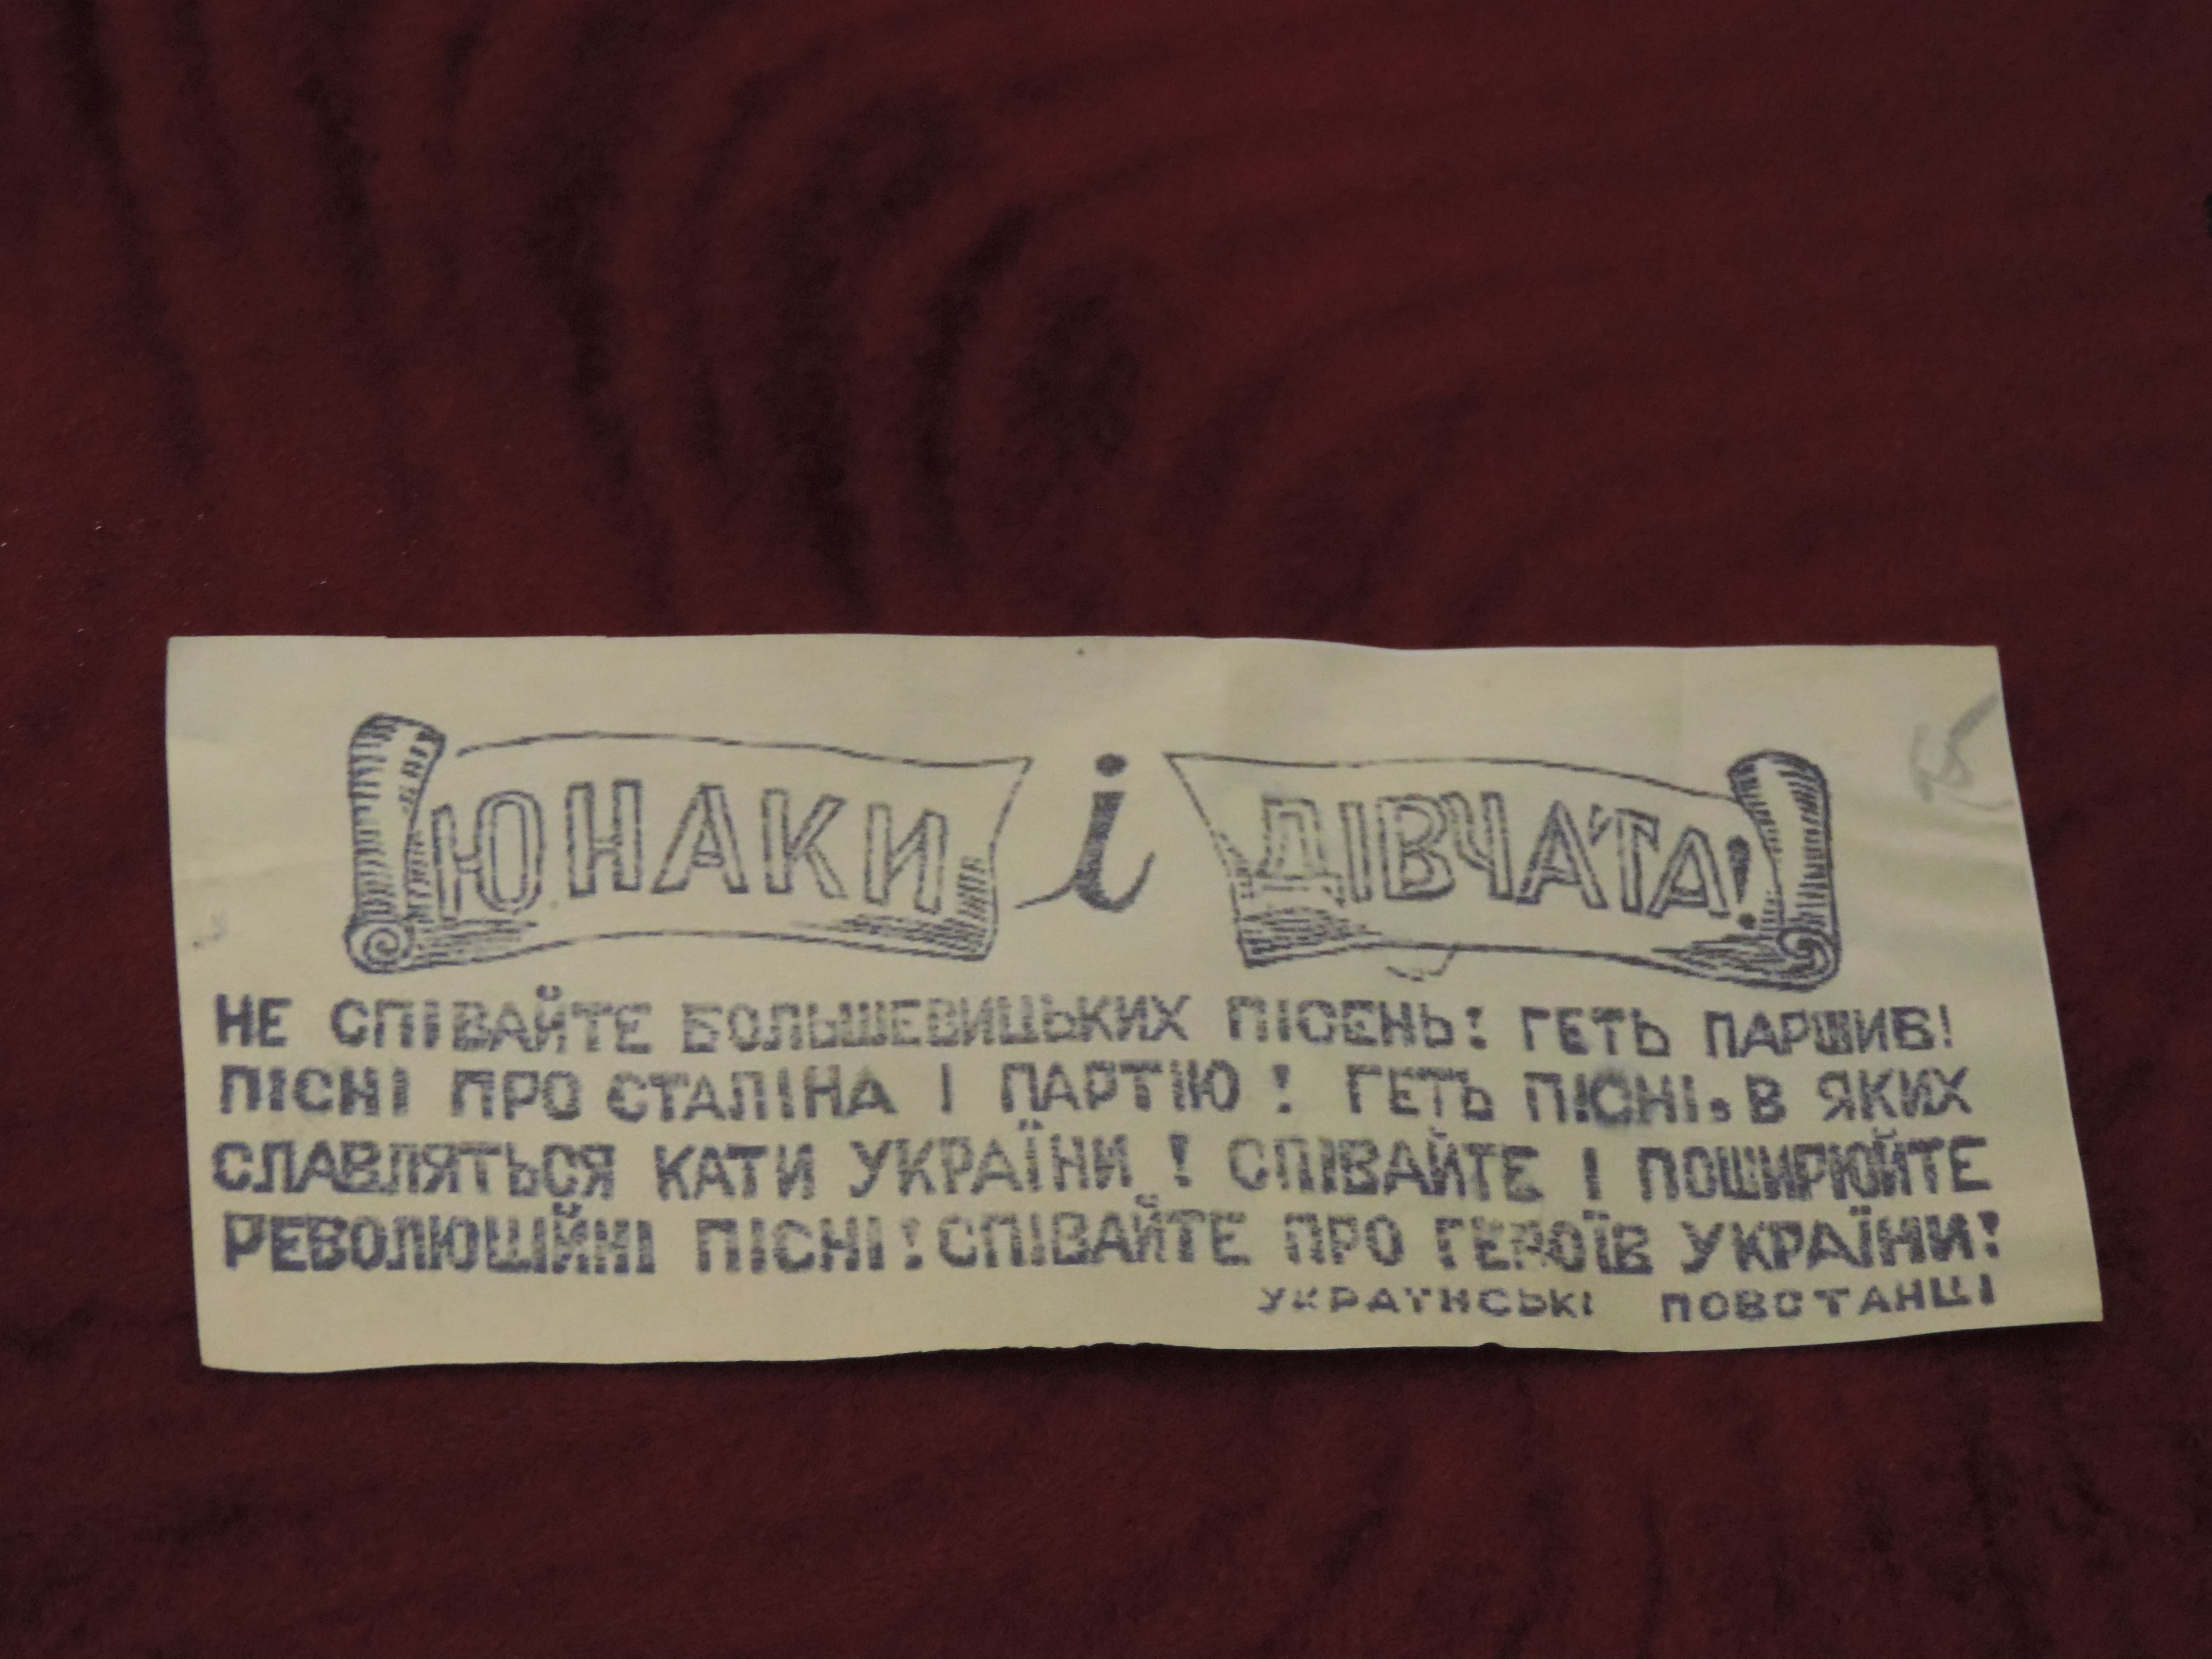 ЮНАКИ і ДІВЧАТА!
НЕ СПІВАЙТЕ БОЛЬШЕВИЦЬКИХ ПІСЕНЬ! ГЕТЬ ПАРШИВІ
ПІСНІ ПРО СТАЛІНА І ПАРТІЮ! ГЕТЬ ПІСНІ, В ЯКИХ
СЛАВЛЯТЬСЯ КАТИ УКРАЇНИ! СПІВАЙТЕ І ПОШИРЮЙТЕ
РЕВОЛЮЦІЙНІ ПІСНІ! СПІВАЙТЕ ПРО ГЕРОЇВ УКРАЇНИ!
УКРАЇНСЬКІ ПОВСТАНЦІ